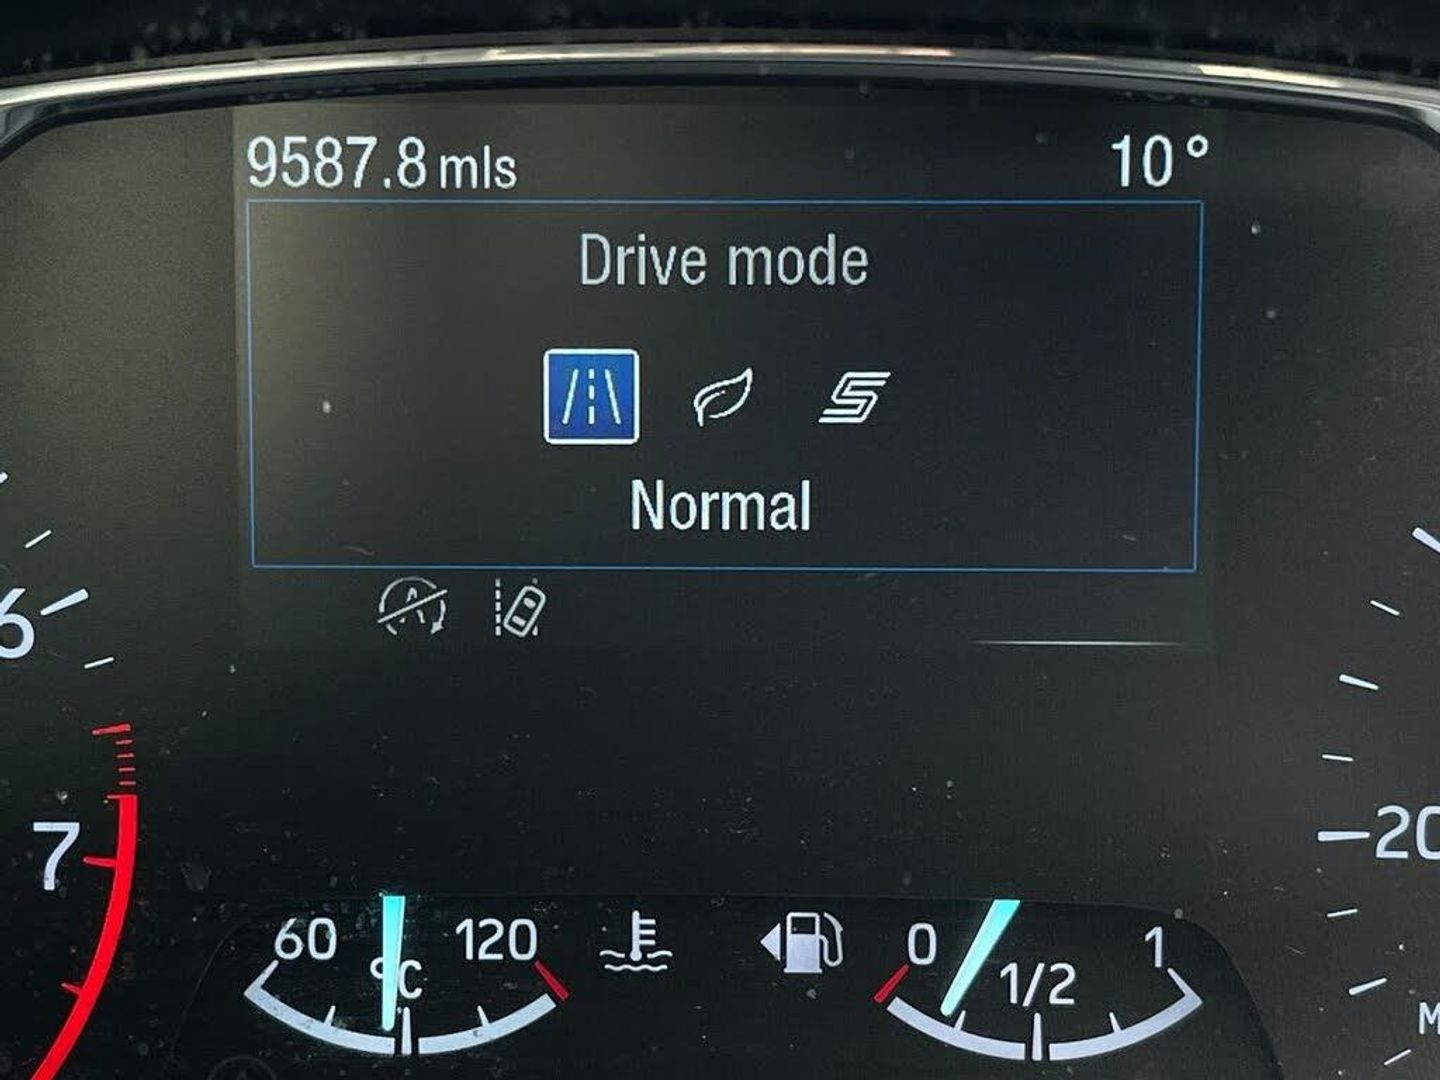 9587.8 mls 10°
Drive mode
S
Normal
A
6
7
20
60 120
°C
0 1/2 1
M